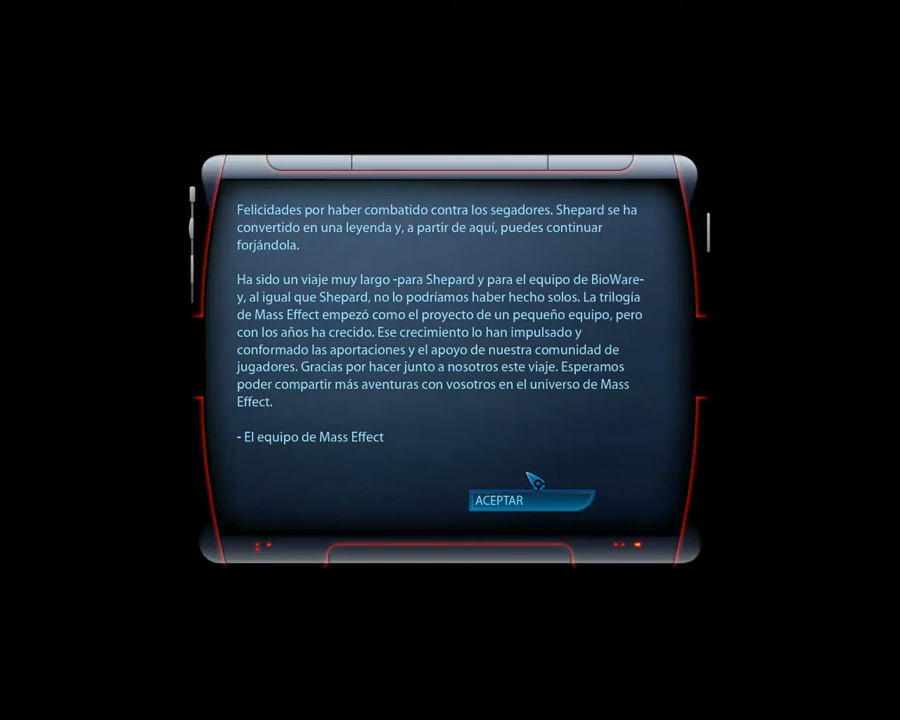 Felicidades por haber combatido contra los segadores. Shepard se ha
convertido en una leyenda y, a partir de aquí, puedes continuar
forjándola.
Ha sido un viaje muy largo -para Shepard y para el equipo de BioWare-
y, al igual que Shepard, no lo podríamos haber hecho solos. La trilogía
de Mass Effect empezó como el proyecto de un pequeño equipo, pero
con los años ha crecido. Ese crecimiento lo han impulsado y
conformado las aportaciones y el apoyo de nuestra comunidad de
jugadores. Gracias por hacer junto a nosotros este viaje. Esperamos
poder compartir más aventuras con vosotros en el universo de Mass
Effect.
- El equipo de Mass Effect
ACEPTAR